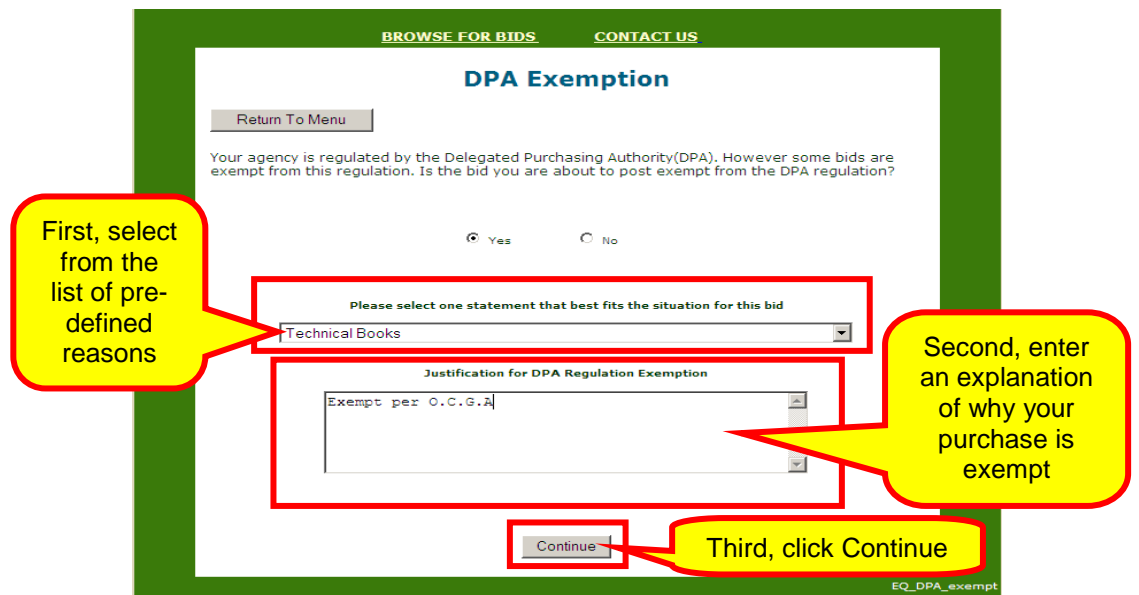 BROWSE FOR BIDS CONTACT US
DPA Exemption
Return To Menu
Your agency is regulated by the Delegated Purchasing Authority(DPA). However some bids are
exempt from this regulation. Is the bid you are about to post exempt from the DPA regulation?
First, select
from the
list of pre-
defined
reasons
Yes No
Please select one statement that best fits the situation for this bid
Technical Books
Justification for DPA Regulation Exemption
Exempt per O.C.G.A
Second, enter
an explanation
of why your
purchase is
exempt
Continue
Third, click Continue
EQ_DPA_exempt